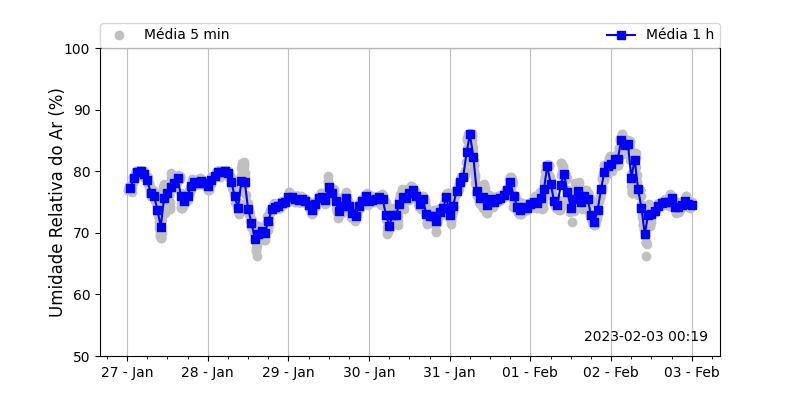 Média 5 min
Média 1 h
Umidade Relativa do Ar (%)
100
90
80
70
60
50
2023-02-03 00:19
27 - Jan
28 - Jan
29 - Jan
30 - Jan
31 - Jan
01 - Feb
02 - Feb
03 - Feb